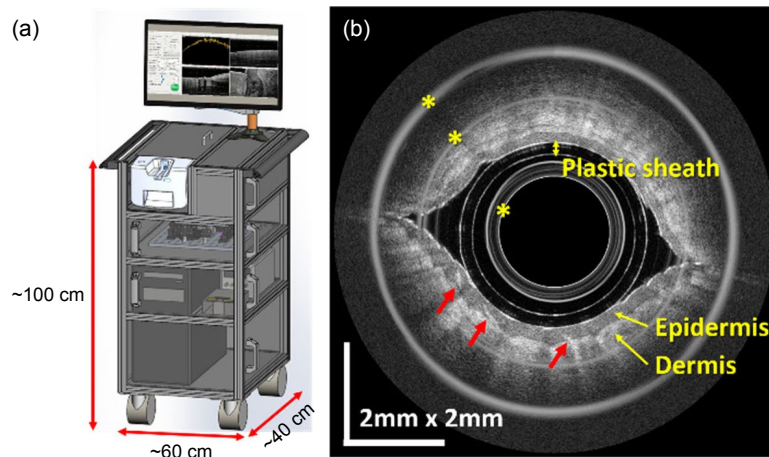 (a)
~100 cm
~60 cm
~40 cm
(b)
*
*
Plastic sheath
*
Epidermis
Dermis
2mm x 2mm